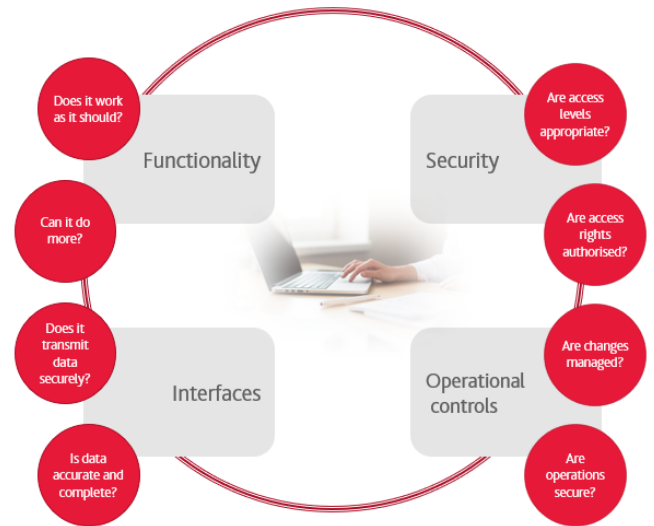 Does it work
as it should?
Functionality
Can it do
more?
Does it
transmit
data
securely?
Interfaces
Is data
accurate and
complete?
Are access
levels
appropriate?
Security
Are access
rights
authorised?
Are changes
managed?
Operational
controls
Are
operations
secure?